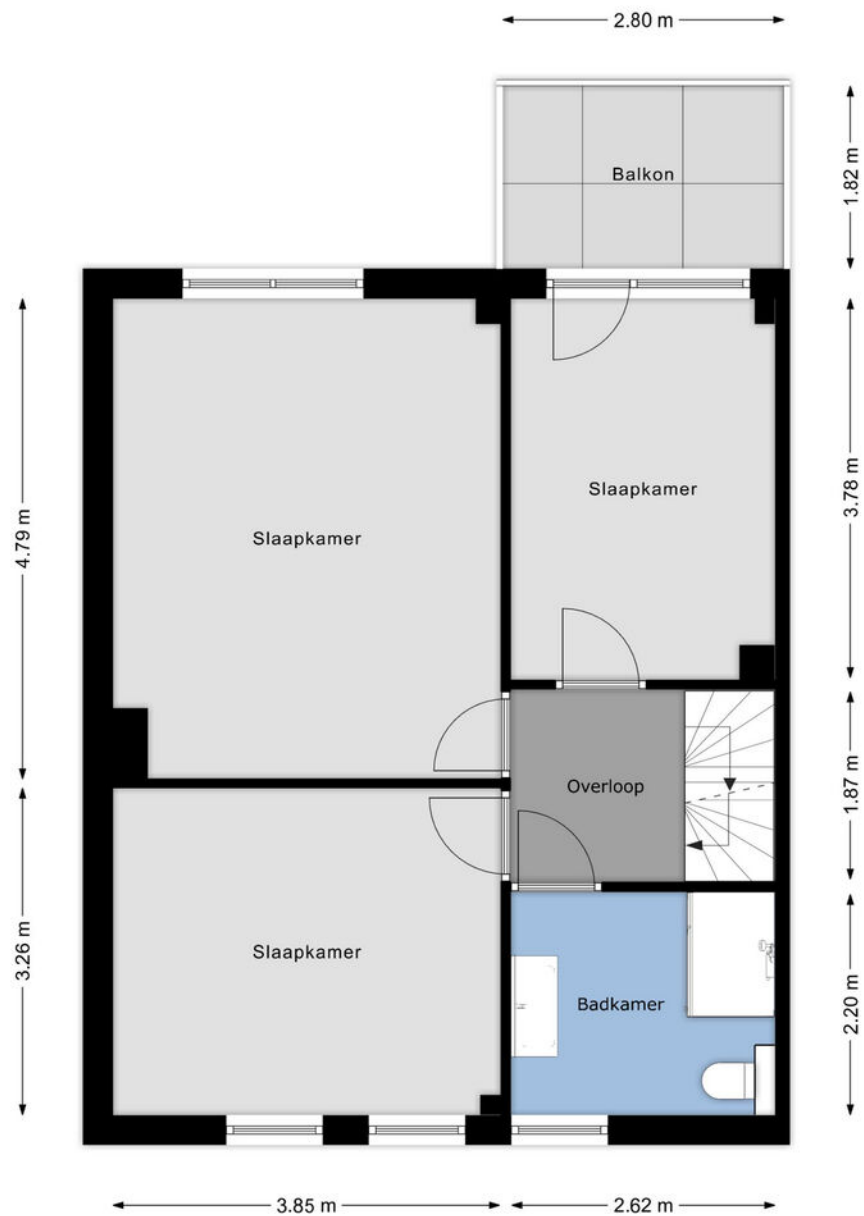 2.80 m
Balkon
1.82 m
Slaapkamer
3.78 m
Slaapkamer
4.79 m
Overloop
1.87 m
Slaapkamer
3.26 m
Badkamer
2.20 m
3.85 m
2.62 m